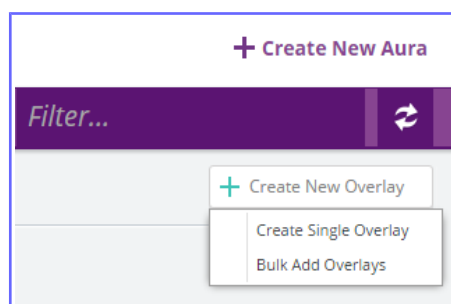 Create New Aura
Filter...
Create New Overlay
Create Single Overlay
Bulk Add Overlays